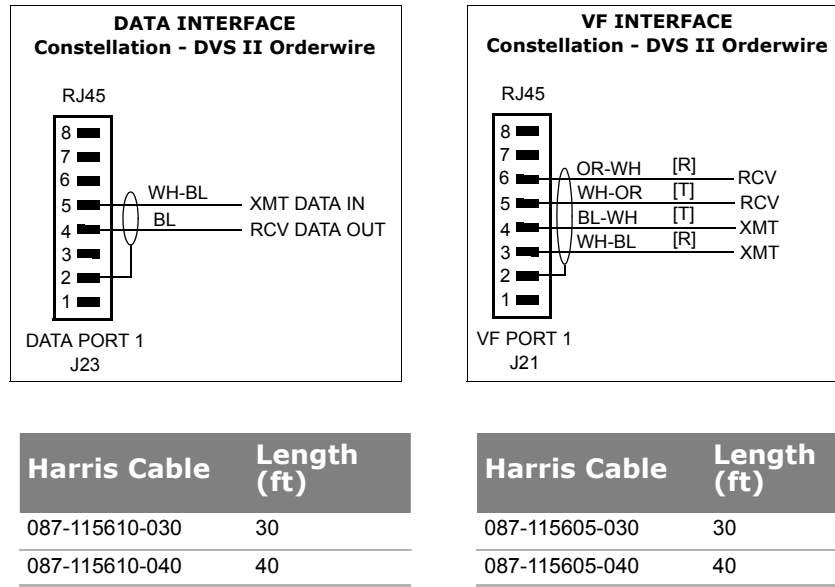 DATA INTERFACE
Constellation - DVS II Orderwire
RJ45
8
7
6
5 WH-BL XMT DATA IN
4 BL RCV DATA OUT
3
2
1
DATA PORT 1
J23
VF INTERFACE
Constellation - DVS II Orderwire
RJ45
8
7
6 OR-WH [R] RCV
5 WH-OR [T] RCV
4 BL-WH [T] XMT
3 WH-BL [R] XMT
2
1
VF PORT 1
J21
Harris Cable Length (ft)
087-115610-030 30
087-115610-040 40
Harris Cable Length (ft)
087-115605-030 30
087-115605-040 40